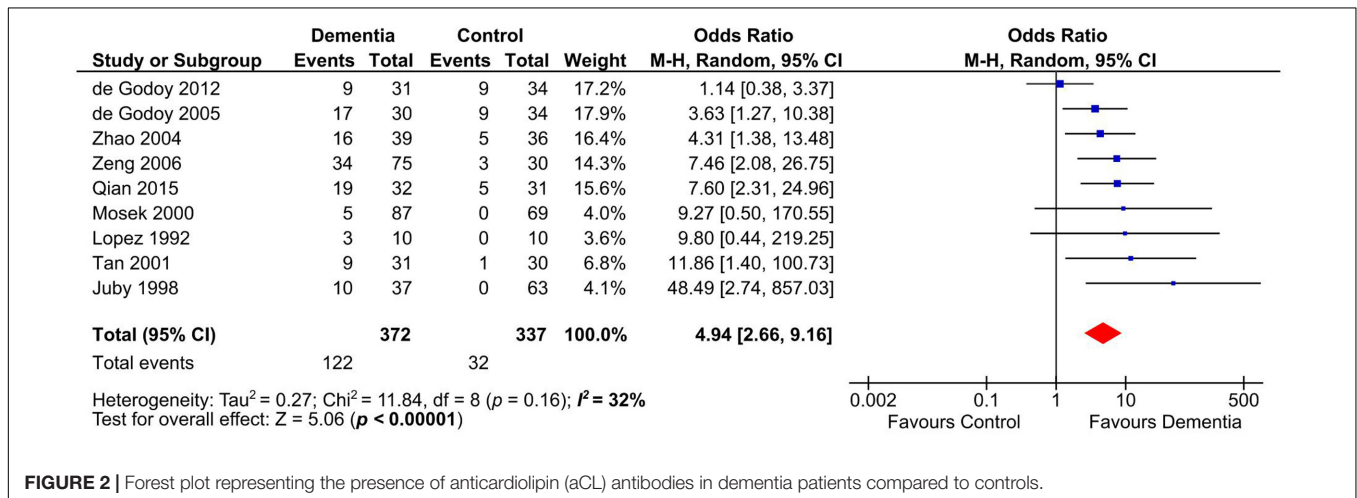 Dementia Control Odds Ratio Odds Ratio
Study or Subgroup Events Total Events Total Weight M-H, Random, 95% CI M-H, Random, 95% CI
de Godoy 2012 9 31 9 34 17.2% 1.14 [0.38, 3.37]
de Godoy 2005 17 30 9 34 17.9% 3.63 [1.27, 10.38]
Zhao 2004 16 39 5 36 16.4% 4.31 [1.38, 13.48]
Zeng 2006 34 75 3 30 14.3% 7.46 [2.08, 26.75]
Qian 2015 19 32 5 31 15.6% 7.60 [2.31, 24.96]
Mosek 2000 5 87 0 69 4.0% 9.27 [0.50, 170.55]
Lopez 1992 3 10 0 10 3.6% 9.80 [0.44, 219.25]
Tan 2001 9 31 1 30 6.8% 11.86 [1.40, 100.73]
Juby 1998 10 37 0 63 4.1% 48.49 [2.74, 857.03]
Total (95% CI) 372 337 100.0% 4.94 [2.66, 9.16]
Total events 122 32
Heterogeneity: Tau² = 0.27; Chi² = 11.84, df = 8 (p = 0.16); I² = 32%
Test for overall effect: Z = 5.06 (p < 0.00001)
0.002 0.1 1 10 500
Favours Control Favours Dementia
FIGURE 2 | Forest plot representing the presence of anticardiolipin (aCL) antibodies in dementia patients compared to controls.